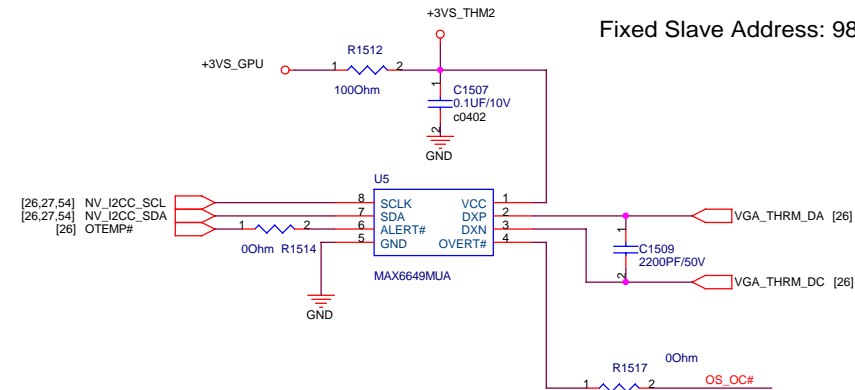 +3VS_THM2
Fixed Slave Address: 98
R1512
+3VS_GPU
1
2
100Ohm
1
C1507
0.1UF/10V
c0402
2
GND
U5
[26,27,54] NV_I2CC_SCL
8
SCLK
VCC
1
[26,27,54] NV_I2CC_SDA
7
SDA
DXP
2
VGA_THRM_DA [26]
[26] OTEMP#
1
2
6
ALERT#
DXN
3
0Ohm R1514
5
GND
OVERT#
4
1
C1509
2200PF/50V
2
MAX6649MUA
VGA_THRM_DC [26]
GND
0Ohm
R1517
1
2
OS_OC#